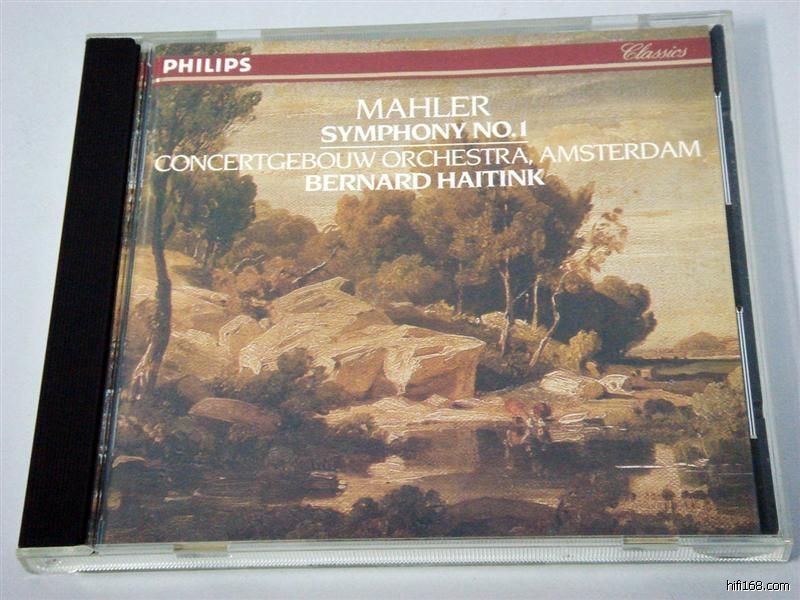 PHILIPS
Classics
MAHLER
SYMPHONY NO.1
CONCERTGEBOUW ORCHESTRA, AMSTERDAM
BERNARD HAITINK
hifi168.com